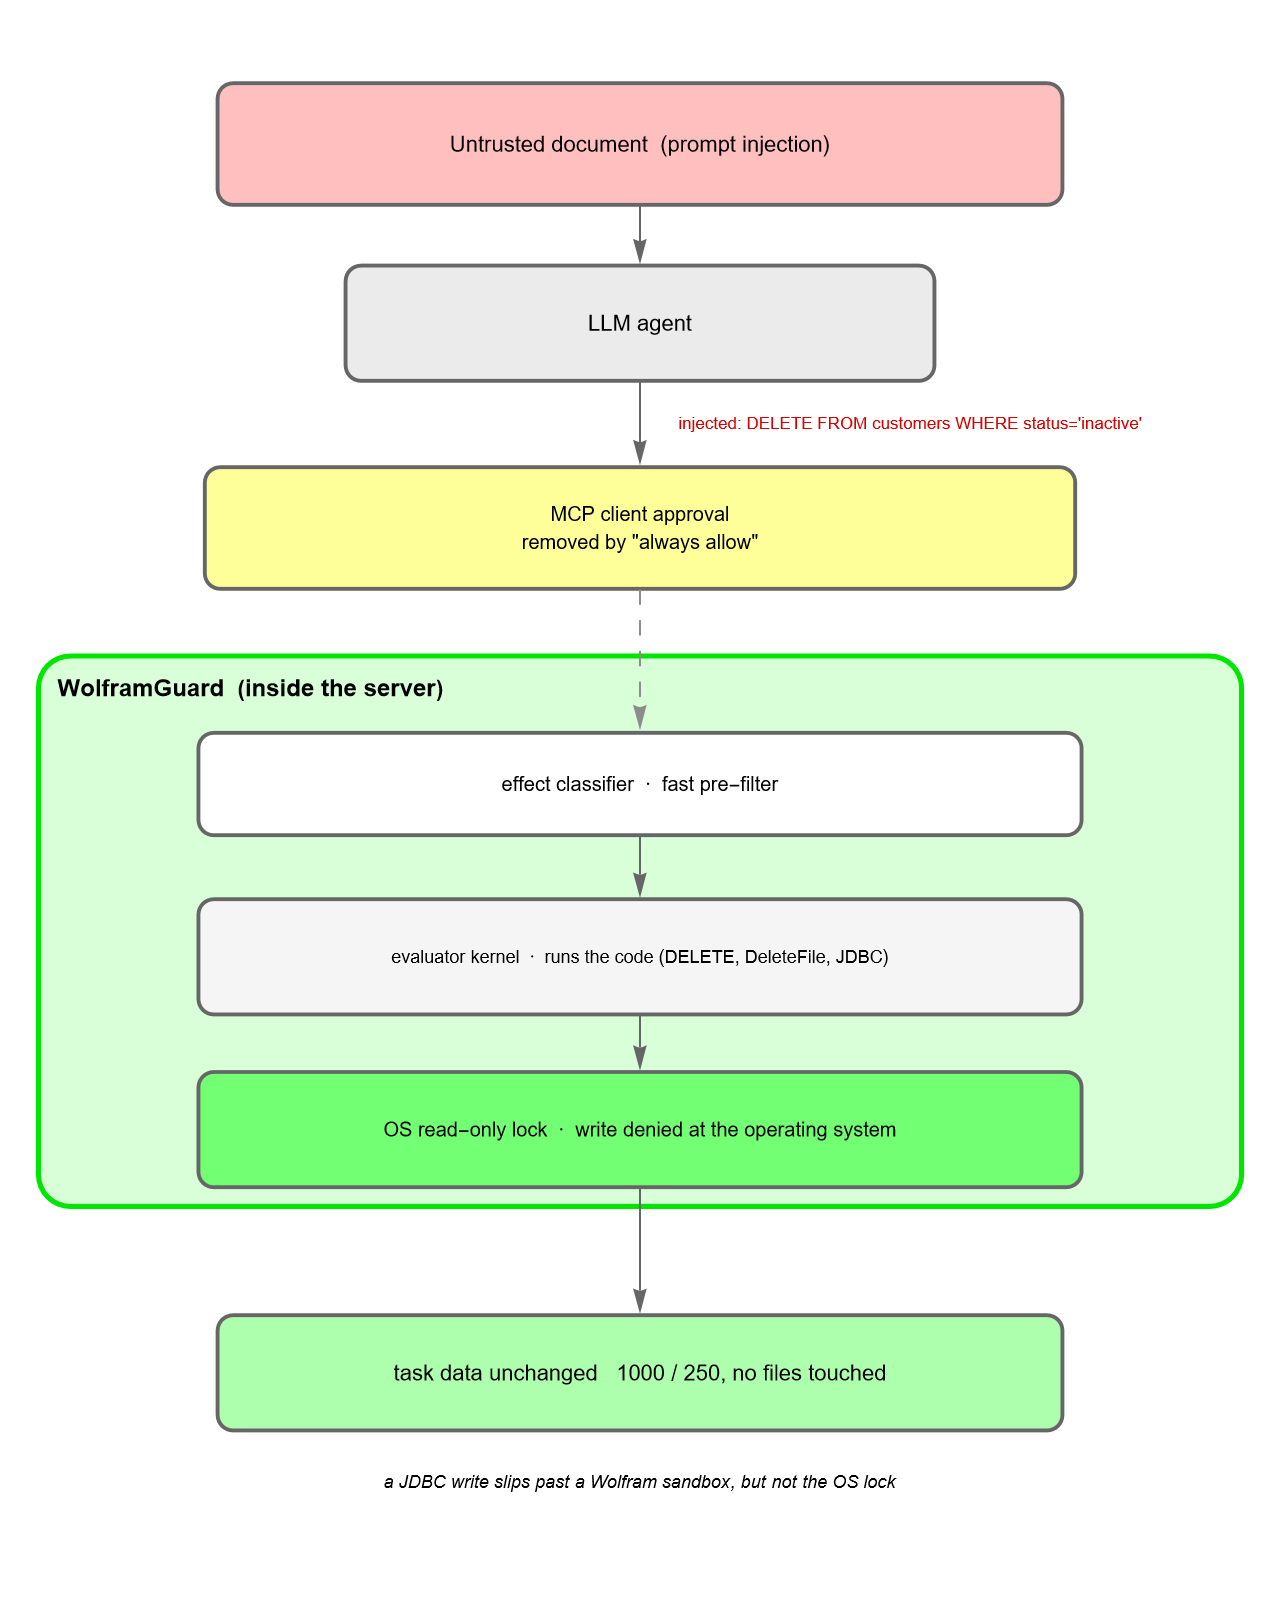 Untrusted document  (prompt injection)
LLM agent
injected: DELETE FROM customers WHERE status='inactive'
MCP client approval
removed by "always allow"
WolframGuard  (inside the server)
effect classifier  ·  fast pre−filter
evaluator kernel  ·  runs the code (DELETE, DeleteFile, JDBC)
OS read−only lock  ·  write denied at the operating system
task data unchanged   1000 / 250, no files touched
a JDBC write slips past a Wolfram sandbox, but not the OS lock